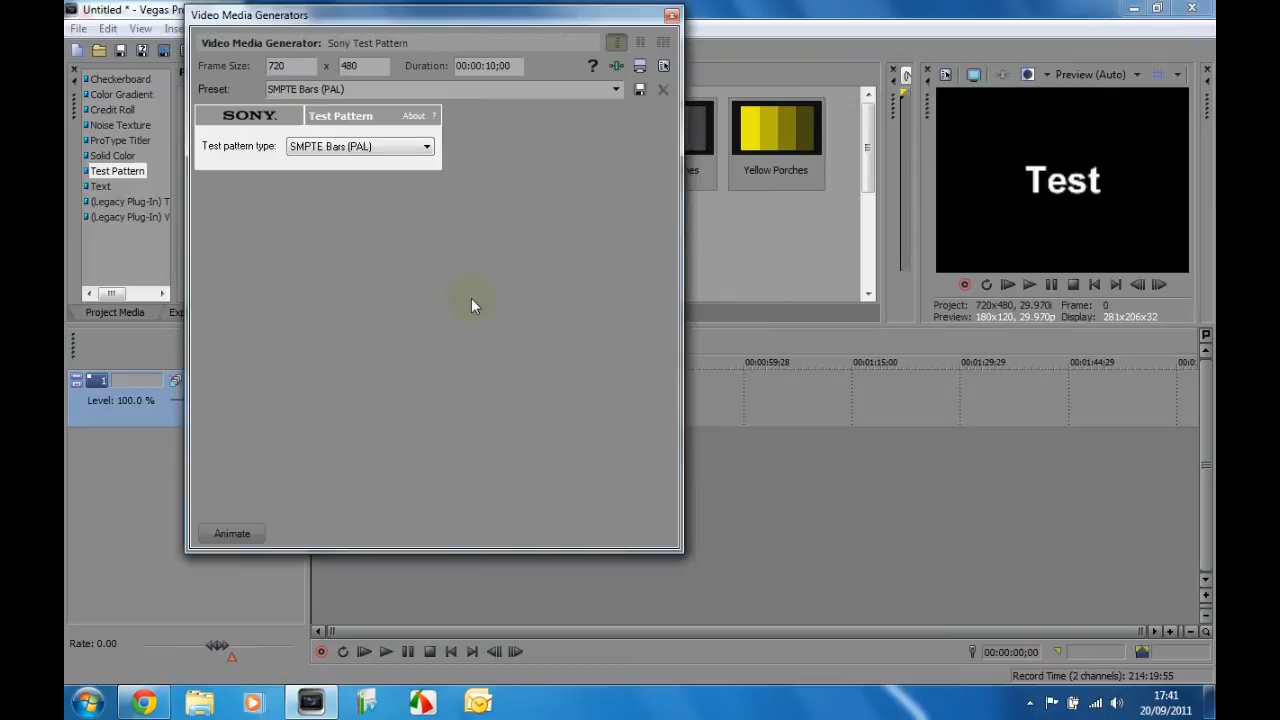 Untitled * - Vegas Pro
Video Media Generators
File Edit View
Video Media Generator: Sony Test Pattern
Frame Size: 720 x 480 Duration: 00:00:10;00 ?
Preset: SMPTE Bars (PAL)
SONY. Test Pattern About ?
Test pattern type: SMPTE Bars (PAL)
Animate
Checkerboard
Color Gradient
Credit Roll
Noise Texture
ProType Titler
Solid Color
Test Pattern
Text
(Legacy Plug-In) T
(Legacy Plug-In) W
Project Media
Yellow Porches
Preview (Auto)
Test
Project: 720x480, 29.970i Frame: 0
Preview: 180x120, 29.970p Display: 281x206x32
00:00:59:28 00:01:15:00 00:01:29:29 00:01:44:29
1
Level: 100.0 %
Rate: 0.00
00:00:00;00
Record Time (2 channels): 214:19:55
17:41
20/09/2011